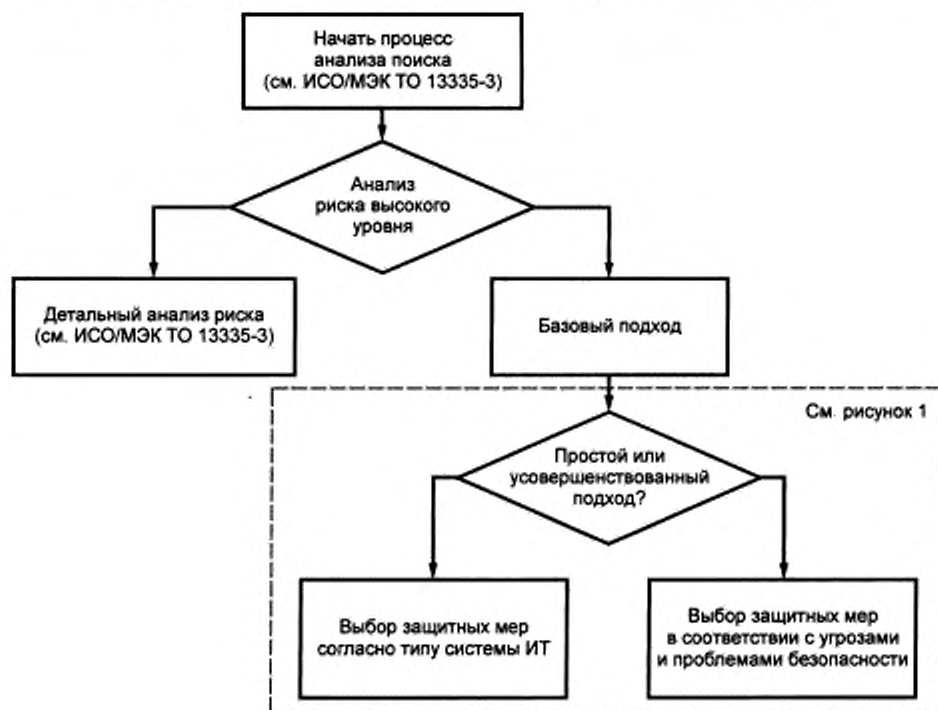 Начать процесс
анализа поиска
(см. ИСО/МЭК ТО 13335-3)
Анализ
риска высокого
уровня
Детальный анализ риска
(см. ИСО/МЭК ТО 13335-3)
Базовый подход
См. рисунок 1
Простой или
усовершенствованный
подход?
Выбор защитных мер
согласно типу системы ИТ
Выбор защитных мер
в соответствии с угрозами
и проблемами безопасности